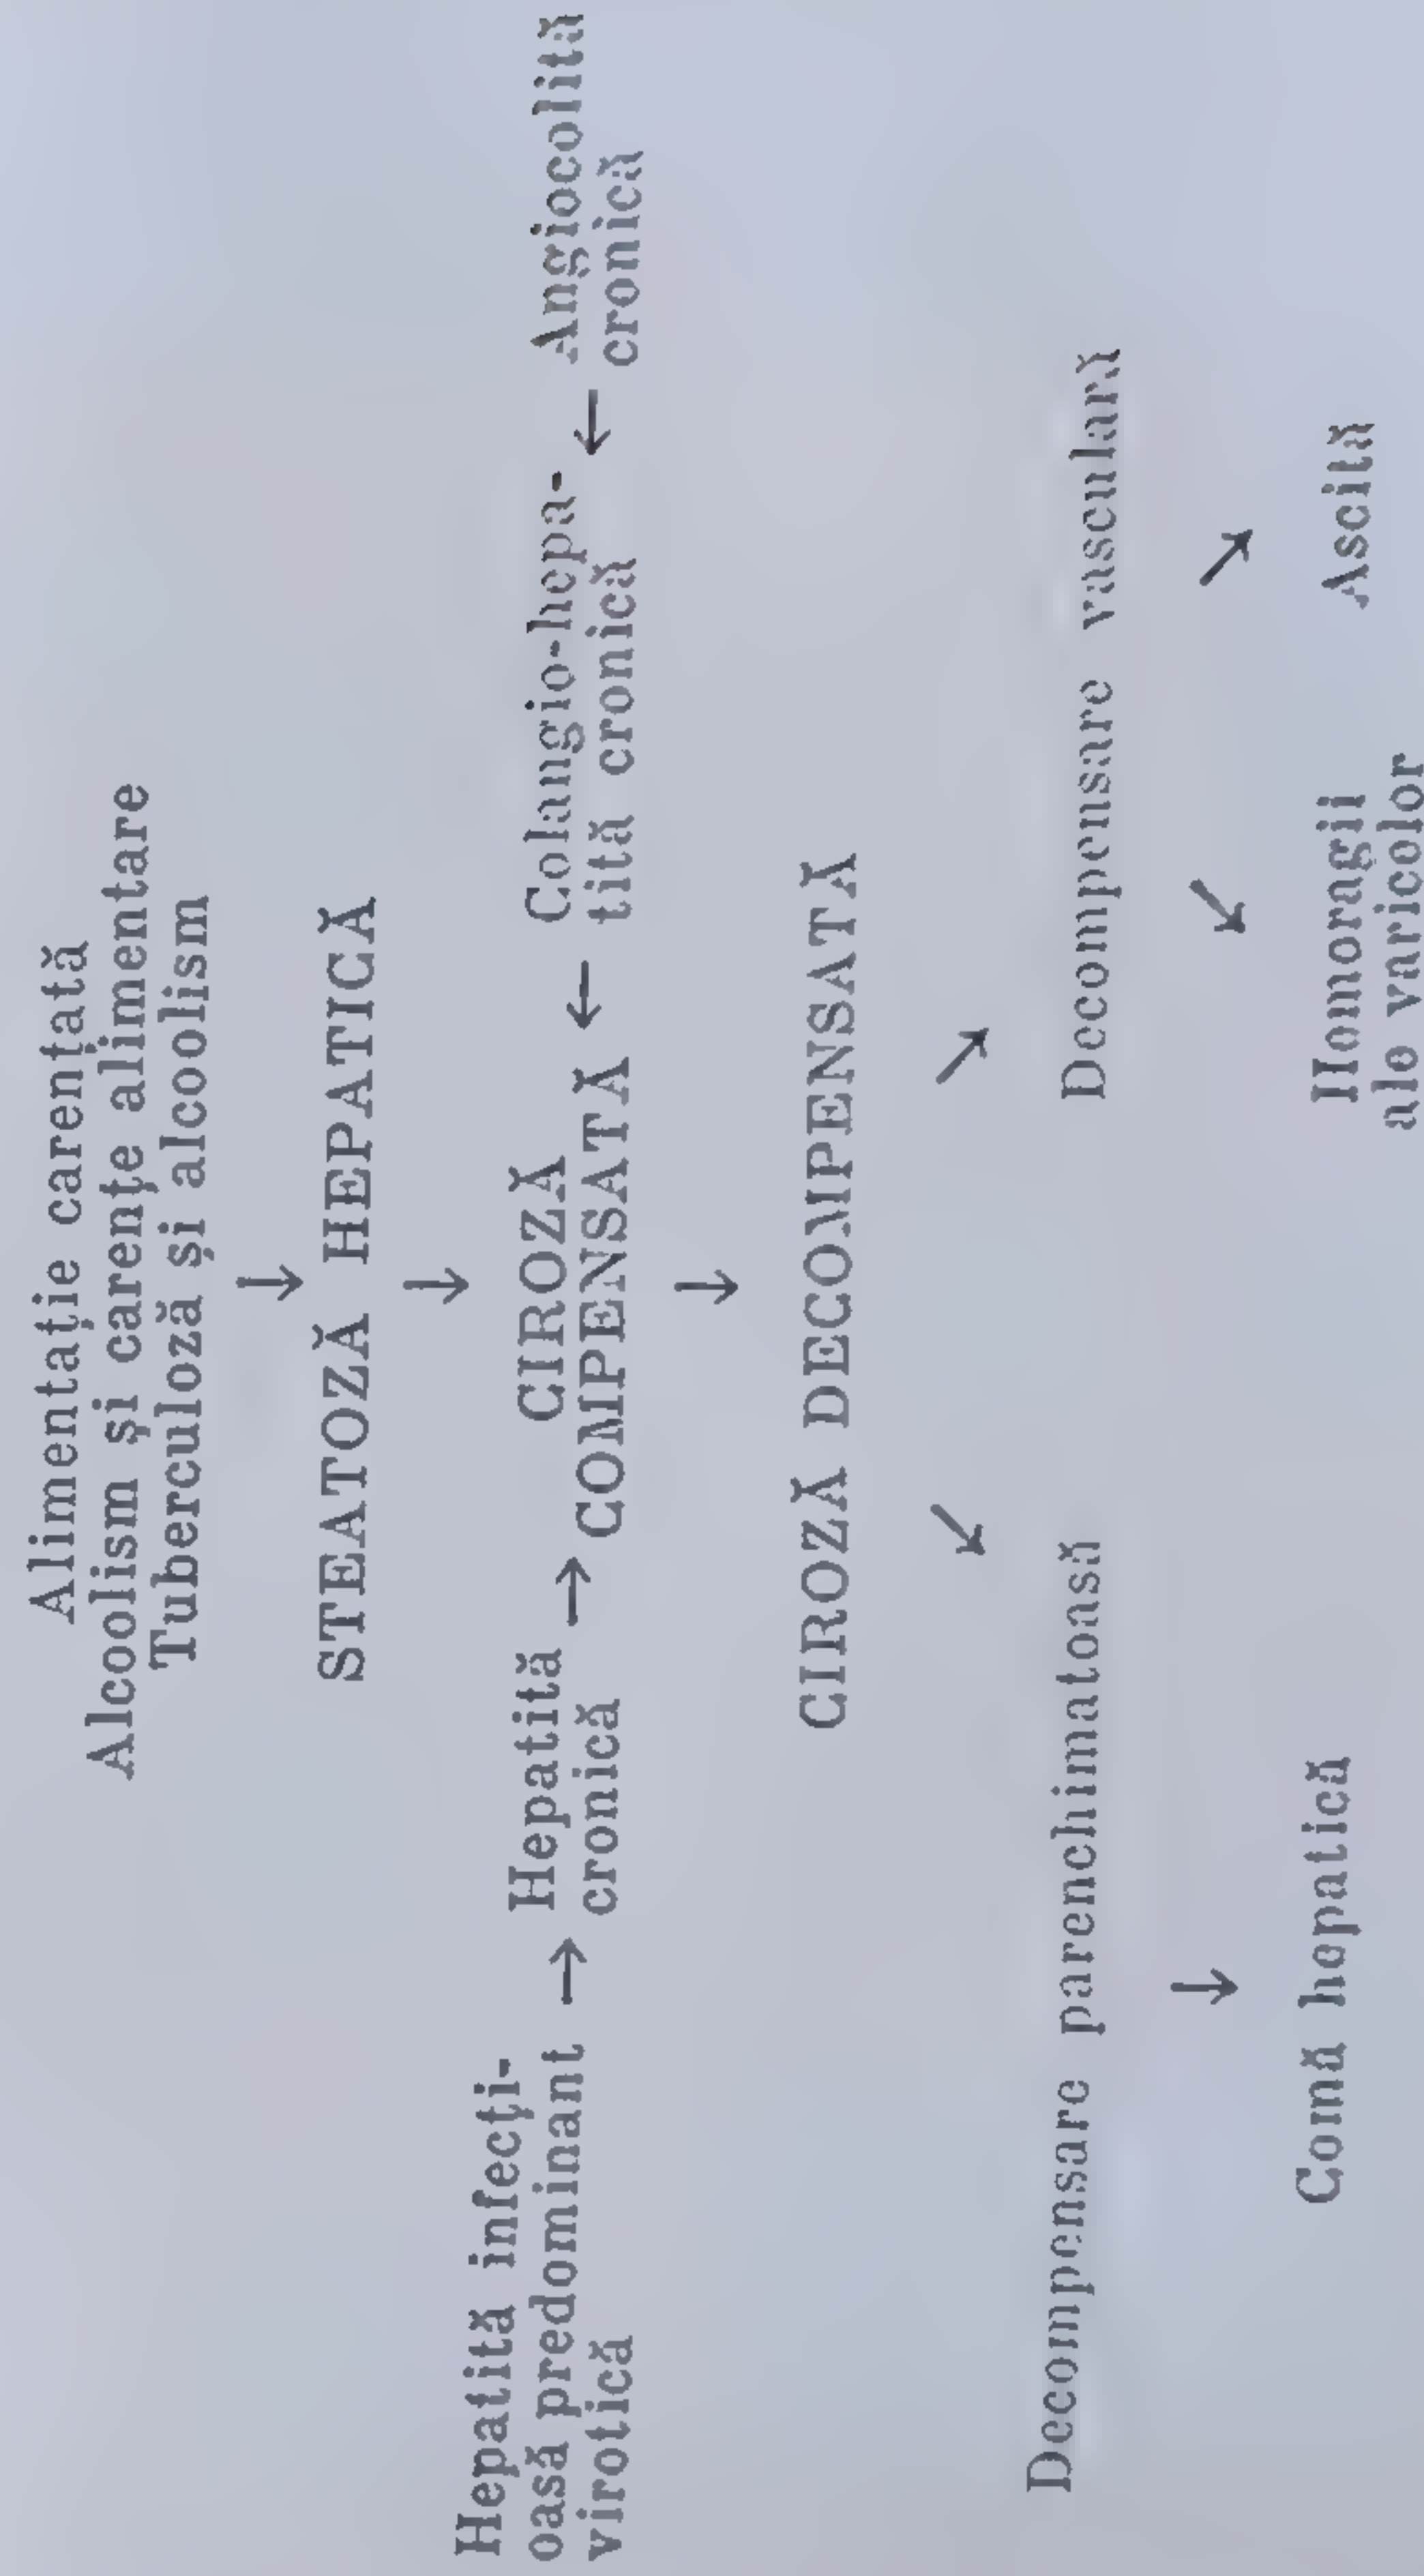 Alimentație carențată
Alcoolism și carențe alimentare
Tuberculoză și alcoolism
↓
STEATOZĂ HEPATICĂ
↓
Hepatită infecți-
oasă predominant
virotică
→
Hepatită
cronică
→
CIROZĂ
COMPENSATĂ
←
Colangio-hepa-
tită cronică
←
Angiocolită
cronică
↓
CIROZĂ DECOMPENSATĂ
↙ ↘
Decompensare parenchimatoasă
Decompensare vasculară
↓
↙ ↘
Comă hepatică
Hemoragii
ale varicelor
Ascită